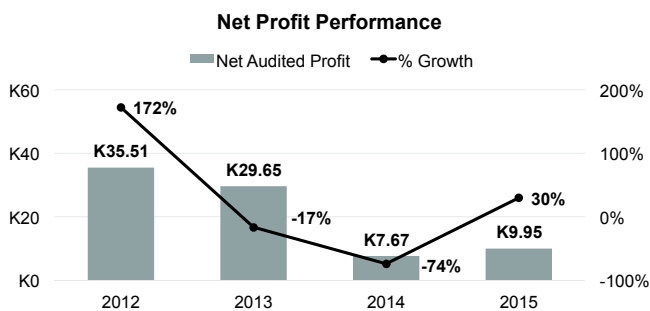 Net Profit Performance
Net Audited Profit % Growth
K60 200%
172%
K35.51
K40 100%
K29.65
-17%
K20 0%
30%
K7.67 K9.95
-74%
K0 -100%
2012 2013 2014 2015